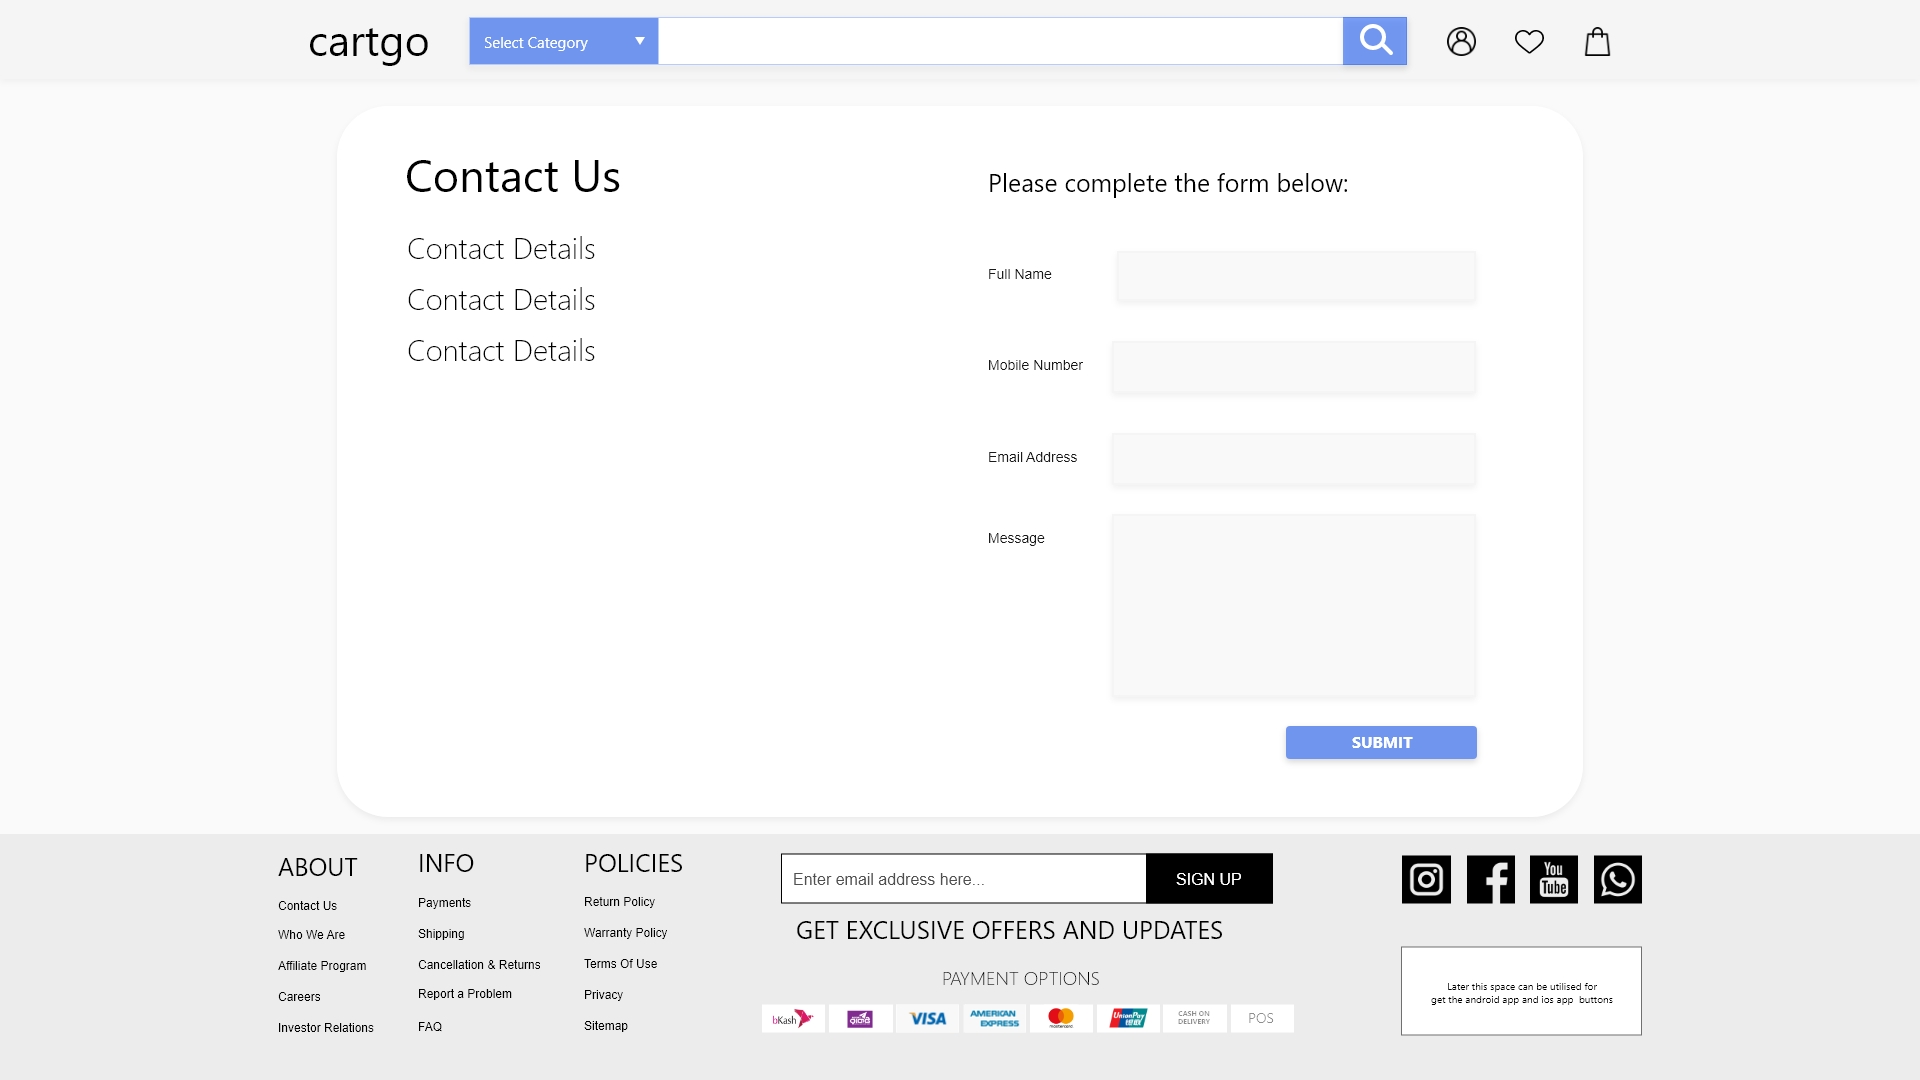 cartgo
Select Category
Contact Us
Contact Details
Contact Details
Contact Details
Please complete the form below:
Full Name
Mobile Number
Email Address
Message
SUBMIT
ABOUT
Contact Us
Who We Are
Affiliate Program
Careers
Investor Relations
INFO
Payments
Shipping
Cancellation & Returns
Report a Problem
FAQ
POLICIES
Return Policy
Warranty Policy
Terms Of Use
Privacy
Sitemap
Enter email address here...
SIGN UP
GET EXCLUSIVE OFFERS AND UPDATES
PAYMENT OPTIONS
bKash
VISA
AMERICAN
EXPRESS
mastercard
UnionPay
银联
CASH ON
DELIVERY
POS
You
Tube
Later this space can be utilised for
get the android app and ios app buttons